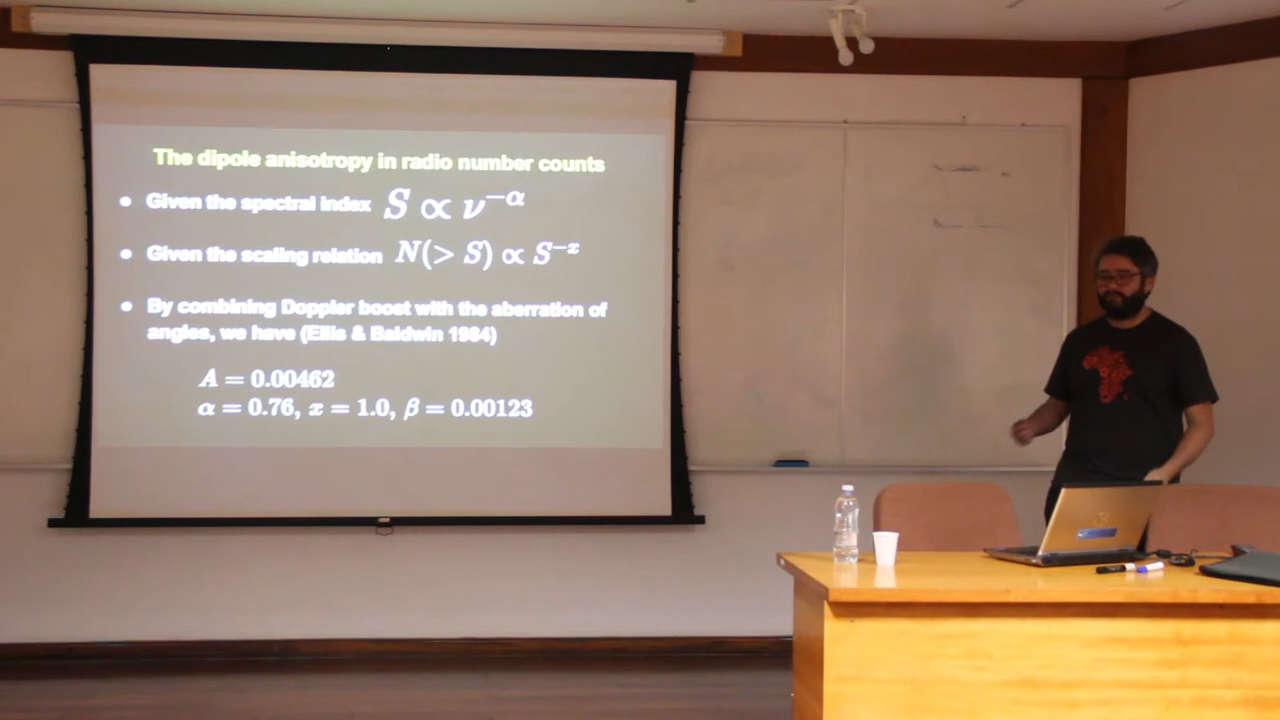 The dipole anisotropy in radio number counts
• Given the spectral index S ∝ ν^{-α}
• Given the scaling relation N(> S) ∝ S^{-x}
• By combining Doppler boost with the aberration of
angles, we have (Ellis & Baldwin 1984)
A = 0.00462
α = 0.76, x = 1.0, β = 0.00123